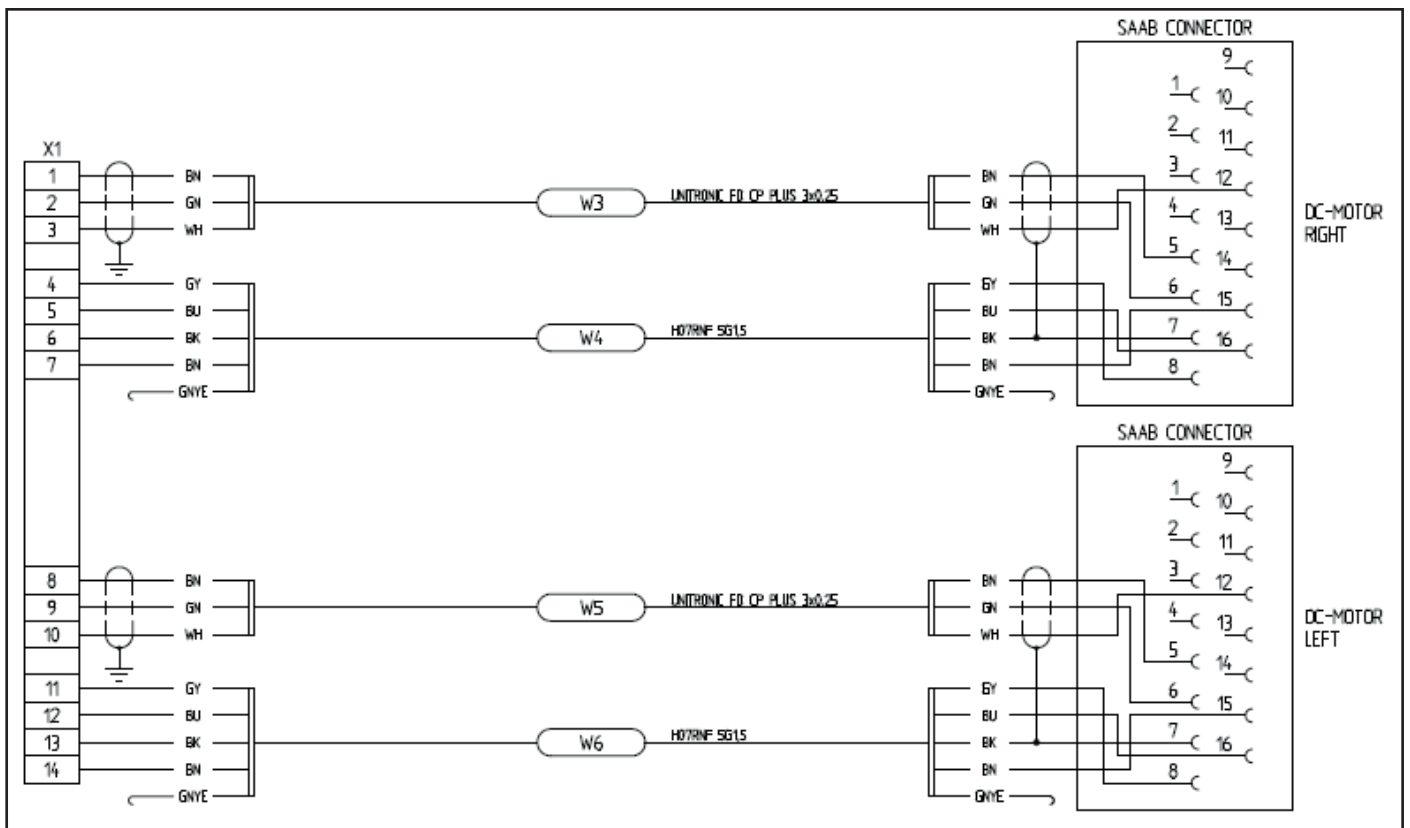 SAAB CONNECTOR
9
1 10
2 11
X1
3 12
1 BN W3 UNITRONIC FD CP PLUS 3x0.25 BN
2 GN GN
3 WH WH
4 13
DC-MOTOR
RIGHT
5 14
4 GY GY
6 15
5 BU BU
6 BK W4 H07RNF 5G1,5 BK
7 16
7 BN BN
8
GNYE GNYE
SAAB CONNECTOR
9
1 10
2 11
3 12
8 BN BN
9 GN W5 UNITRONIC FD CP PLUS 3x0.25 GN
10 WH WH
4 13
DC-MOTOR
LEFT
5 14
11 GY GY
6 15
12 BU BU
13 BK W6 H07RNF 5G1,5 BK
7 16
14 BN BN
8
GNYE GNYE